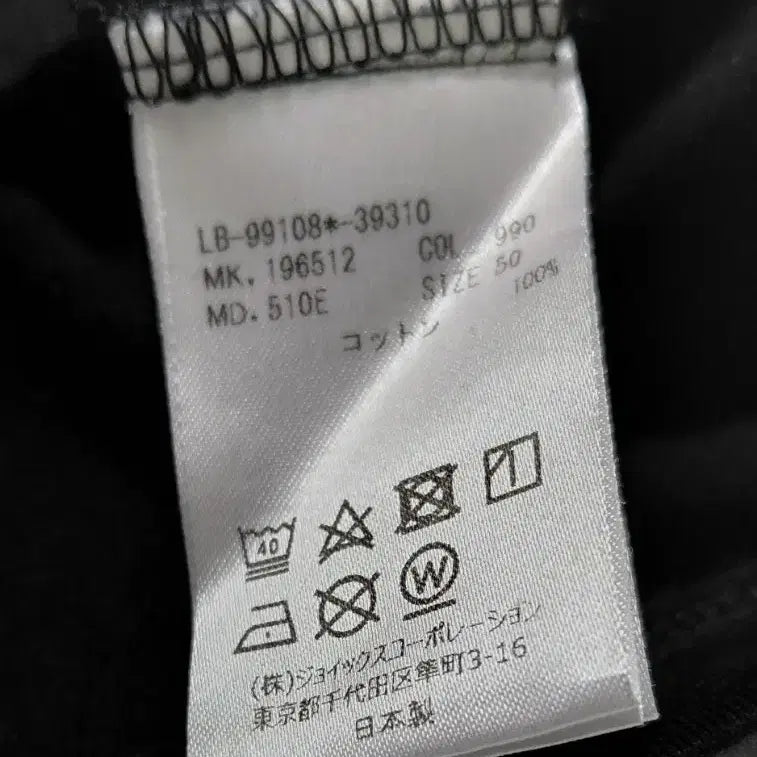 LB-99108*-39310
MK. 196512 COL. 990
MD. 510E SIZE 50
コットン 100%
40
W
(株)ジョイックスコーポレーション
東京都千代田区隼町3-16
日本製